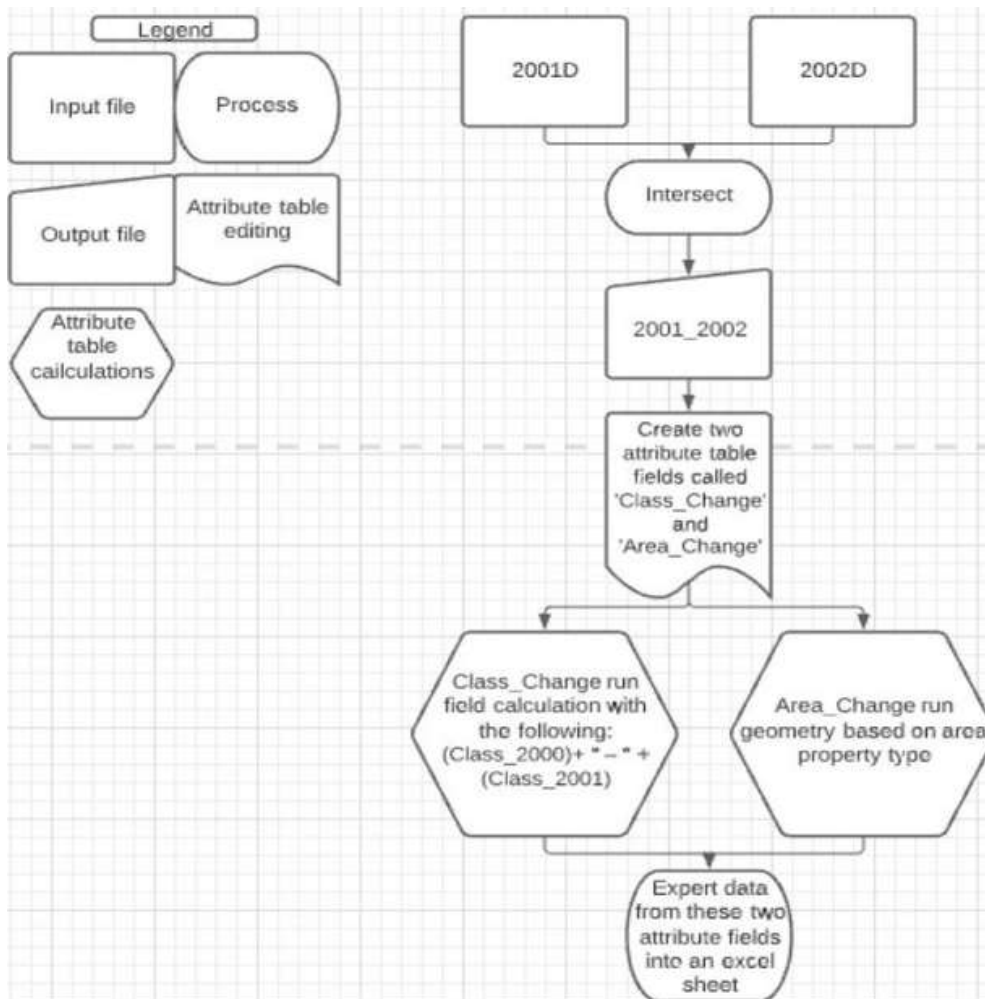 Legend
Input file
Process
Output file
Attribute table
editing
Attribute
table
cailculations
2001D
2002D
Intersect
2001_2002
Create two
attribute table
fields called
'Class_Change'
and
'Area_Change'
Class_Change run
field calculation with
the following:
(Class_2000)+ " – " +
(Class_2001)
Area_Change run
geometry based on area
property type
Expert data
from these two
attribute fields
into an excel
sheet